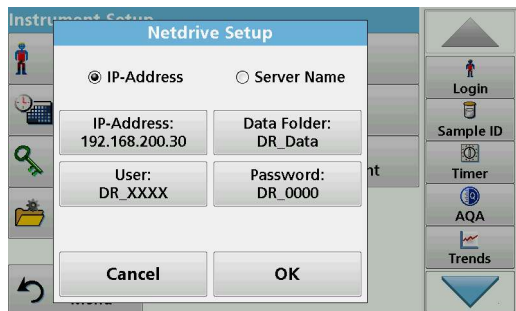 Instrument Setup
Netdrive Setup
IP-Address
Server Name
IP-Address:
192.168.200.30
Data Folder:
DR_Data
User:
DR_XXXX
Password:
DR_0000
Cancel
OK
Login
Sample ID
Timer
AQA
Trends